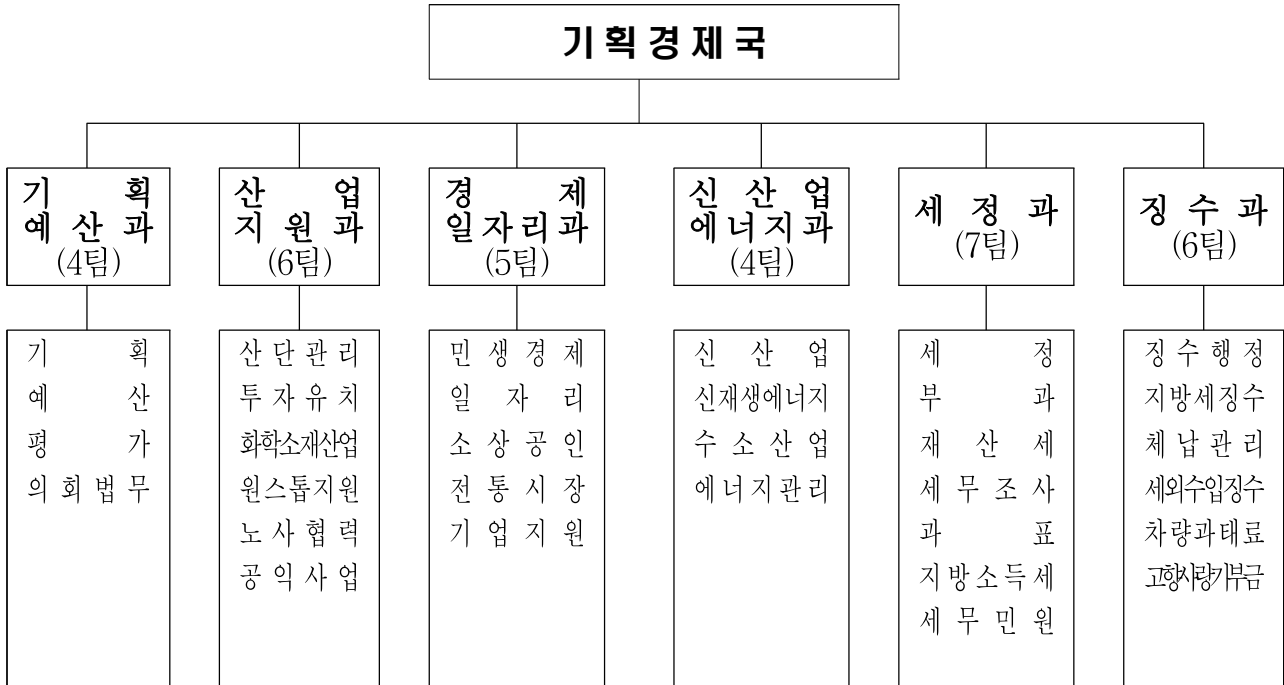 기획경제국
기획
예산과
(4팀)
산업
지원과
(6팀)
경제
일자리과
(5팀)
신산업
에너지과
(4팀)
세정과
(7팀)
징수과
(6팀)
기획
예산
평가
의회법무
산단관리
투자유치
화학소재산업
원스톱지원
노사협력
공익사업
민생경제
일자리
소상공인
전통시장
기업지원
신산업
신재생에너지
수소산업
에너지관리
세정
부과
재산세
세무조사
과표
지방소득세
세무민원
징수행정
지방세징수
체납관리
세외수입징수
차량과태료
고향사랑기부금